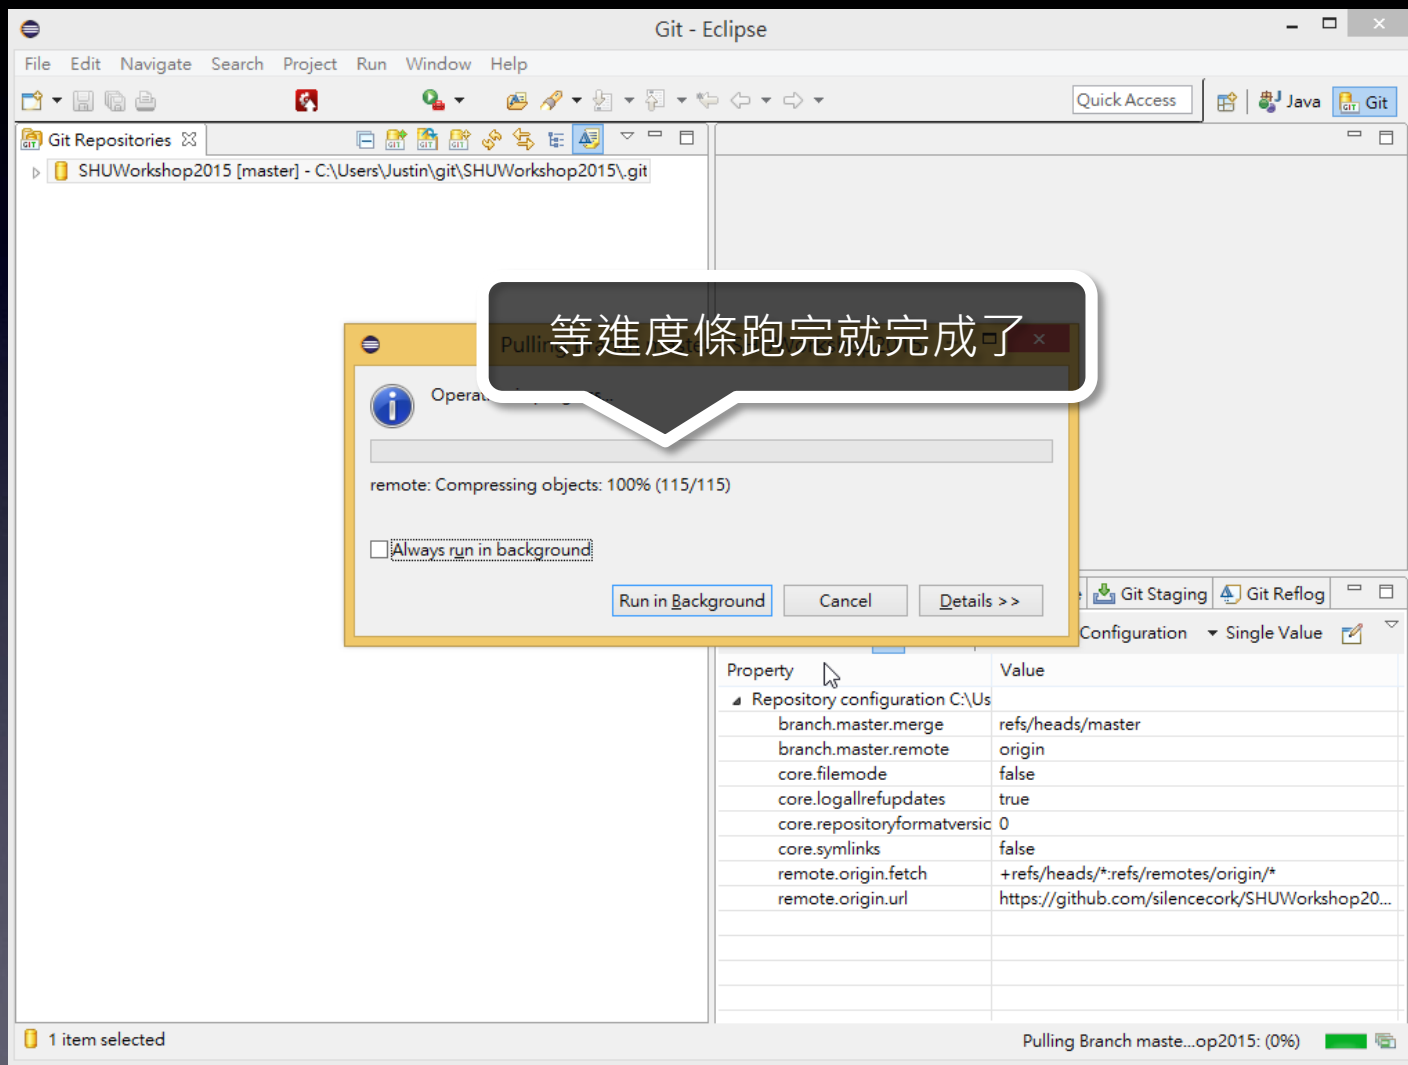 Git - Eclipse
File Edit Navigate Search Project Run Window Help
Quick Access
Java
Git
Git Repositories
SHUWorkshop2015 [master] - C:\Users\Justin\git\SHUWorkshop2015\.git
等進度條跑完就完成了
remote: Compressing objects: 100% (115/115)
Always run in background
Run in Background Cancel Details >>
Git Staging Git Reflog
Configuration Single Value
Property Value
Repository configuration C:\Us
branch.master.merge refs/heads/master
branch.master.remote origin
core.filemode false
core.logallrefupdates true
core.repositoryformatversic 0
core.symlinks false
remote.origin.fetch +refs/heads/*:refs/remotes/origin/*
remote.origin.url https://github.com/silencecork/SHUWorkshop20...
1 item selected
Pulling Branch maste...op2015: (0%)